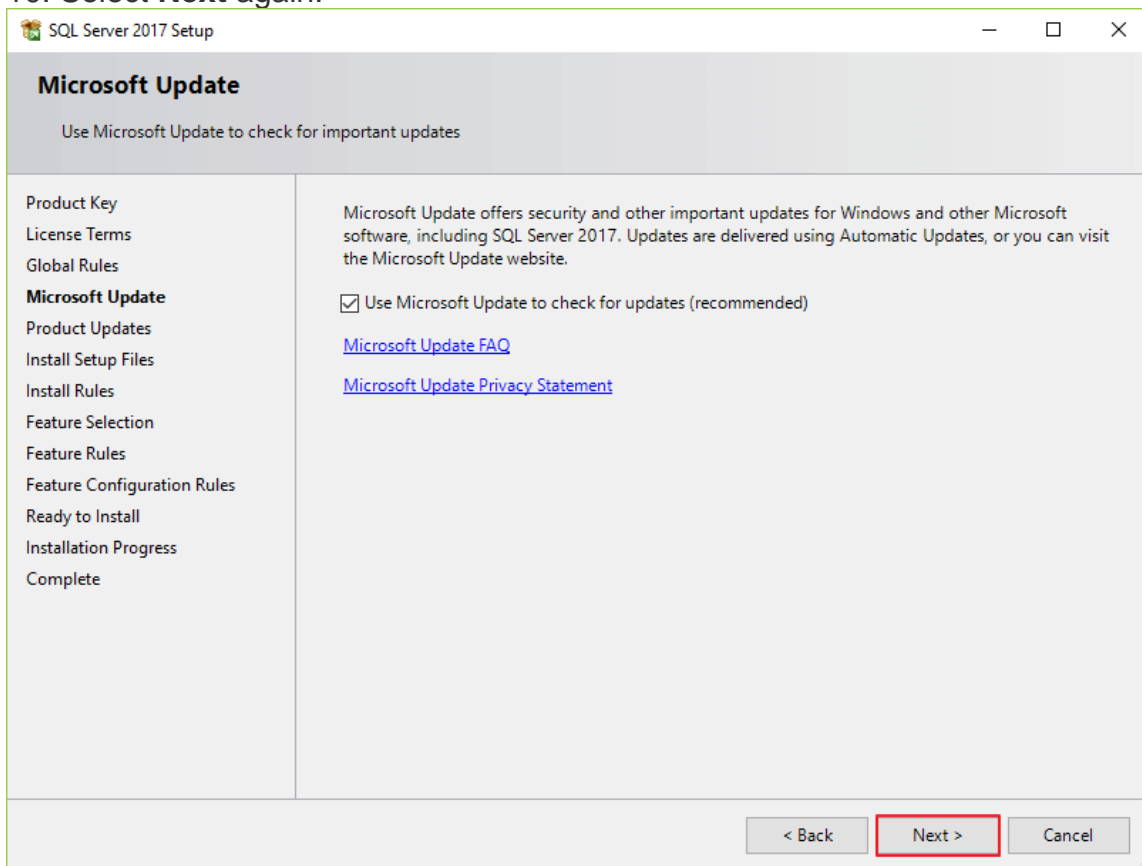 10. Select Next again.
SQL Server 2017 Setup
Microsoft Update
Use Microsoft Update to check for important updates
Product Key
License Terms
Global Rules
Microsoft Update
Product Updates
Install Setup Files
Install Rules
Feature Selection
Feature Rules
Feature Configuration Rules
Ready to Install
Installation Progress
Complete
Microsoft Update offers security and other important updates for Windows and other Microsoft
software, including SQL Server 2017. Updates are delivered using Automatic Updates, or you can visit
the Microsoft Update website.
Use Microsoft Update to check for updates (recommended)
Microsoft Update FAQ
Microsoft Update Privacy Statement
< Back
Next >
Cancel